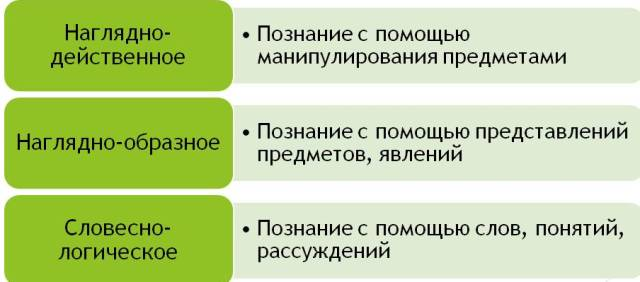 Наглядно-
действенное
• Познание с помощью
манипулирования предметами
Наглядно-образное
• Познание с помощью представлений
предметов, явлений
Словесно-
логическое
• Познание с помощью слов, понятий,
рассуждений